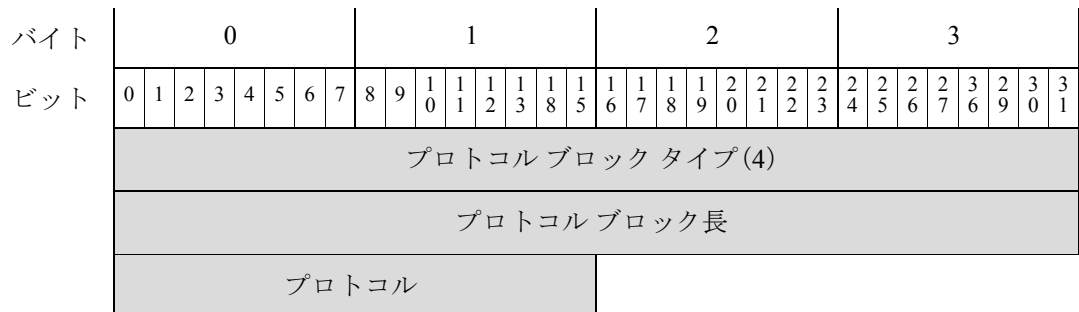 バイト 0 1 2 3
ビット 0 1 2 3 4 5 6 7 8 9 10 11 12 13 18 15 16 17 18 19 20 21 22 23 24 25 26 27 36 29 30 31
プロトコル ブロック タイプ(4)
プロトコル ブロック長
プロトコル